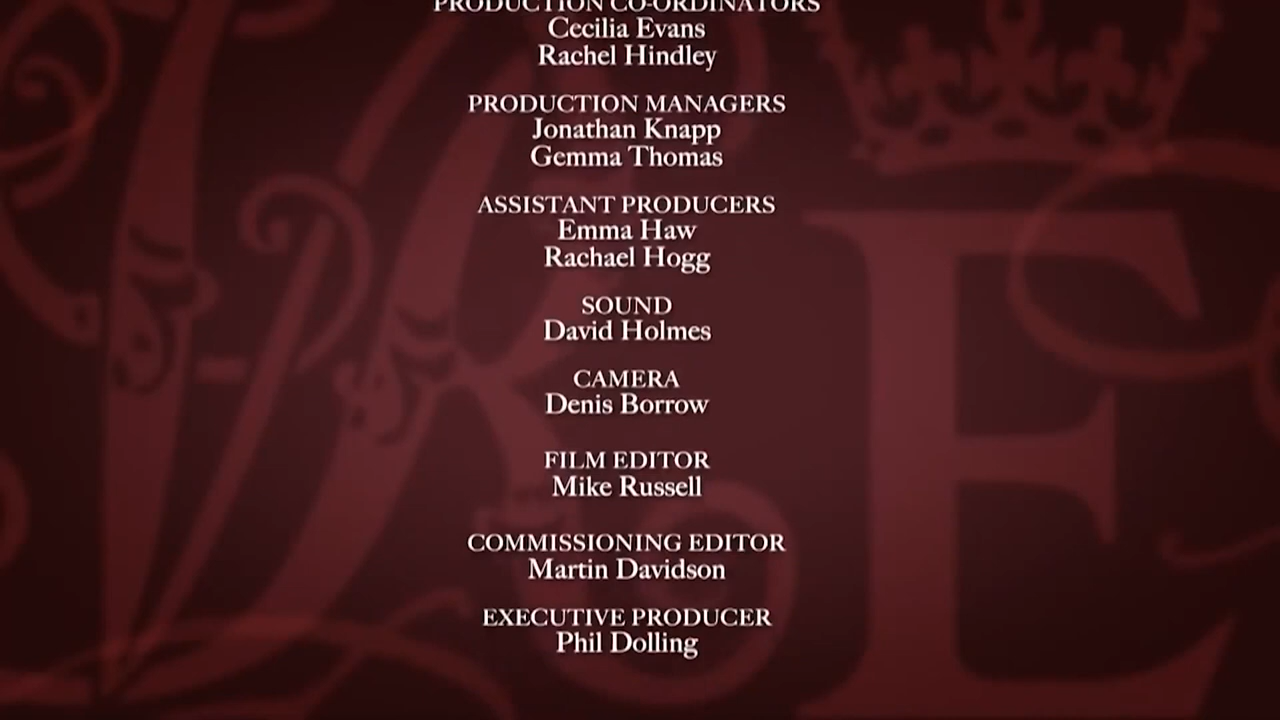 PRODUCTION CO-ORDINATORS
Cecilia Evans
Rachel Hindley
PRODUCTION MANAGERS
Jonathan Knapp
Gemma Thomas
ASSISTANT PRODUCERS
Emma Haw
Rachael Hogg
SOUND
David Holmes
CAMERA
Denis Borrow
FILM EDITOR
Mike Russell
COMMISSIONING EDITOR
Martin Davidson
EXECUTIVE PRODUCER
Phil Dolling